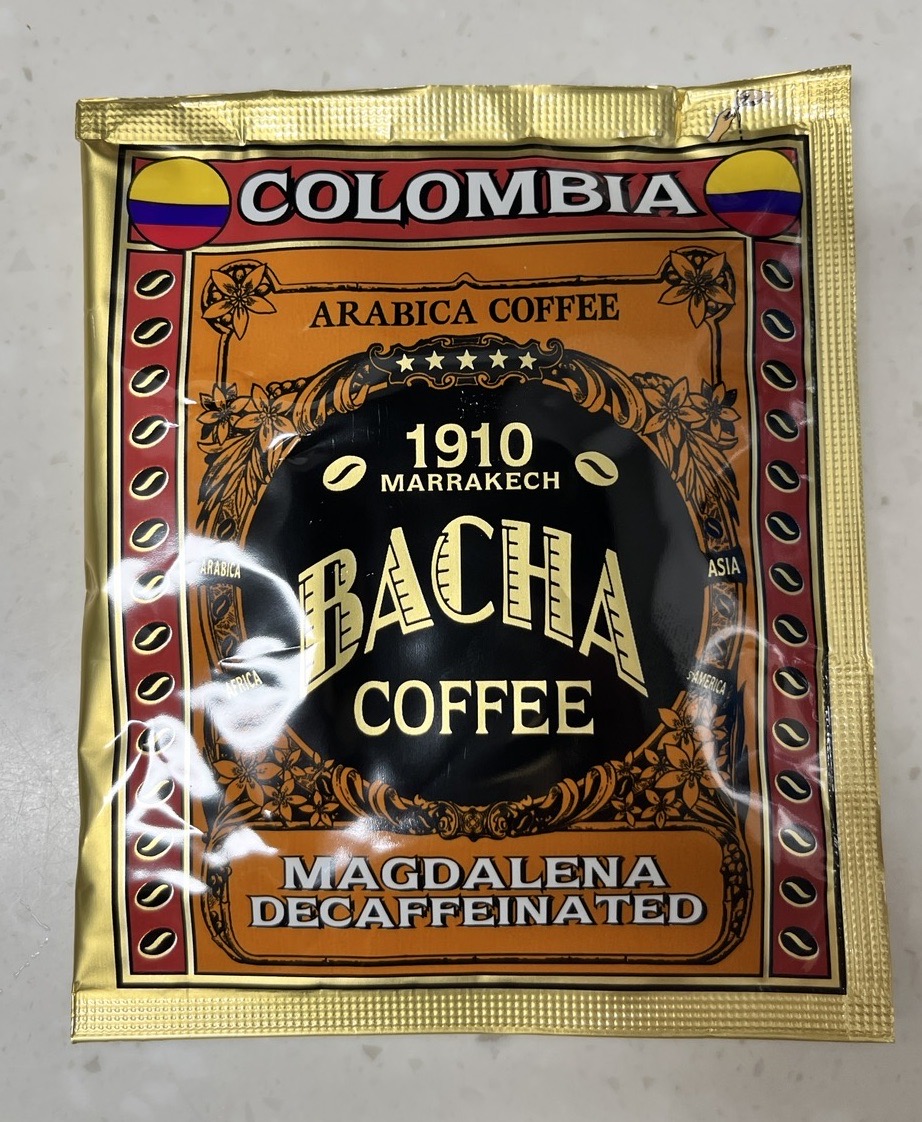 COLOMBIA
ARABICA COFFEE
1910
MARRAKECH
BACHA
COFFEE
ARABICA
ASIA
AFRICA
S•AMERICA
MAGDALENA
DECAFFEINATED